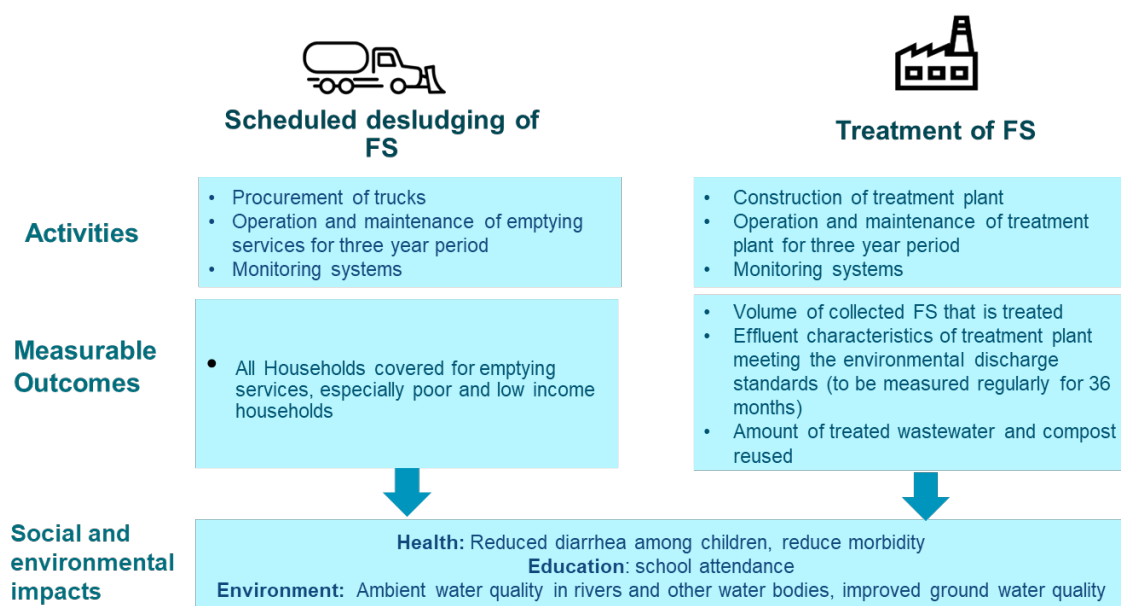 Scheduled desludging of
FS
Treatment of FS
Activities
• Procurement of trucks
• Operation and maintenance of emptying
services for three year period
• Monitoring systems
• Construction of treatment plant
• Operation and maintenance of treatment
plant for three year period
• Monitoring systems
Measurable
Outcomes
• All Households covered for emptying
services, especially poor and low income
households
• Volume of collected FS that is treated
• Effluent characteristics of treatment plant
meeting the environmental discharge
standards (to be measured regularly for 36
months)
• Amount of treated wastewater and compost
reused
Social and
environmental
impacts
Health: Reduced diarrhea among children, reduce morbidity
Education: school attendance
Environment: Ambient water quality in rivers and other water bodies, improved ground water quality